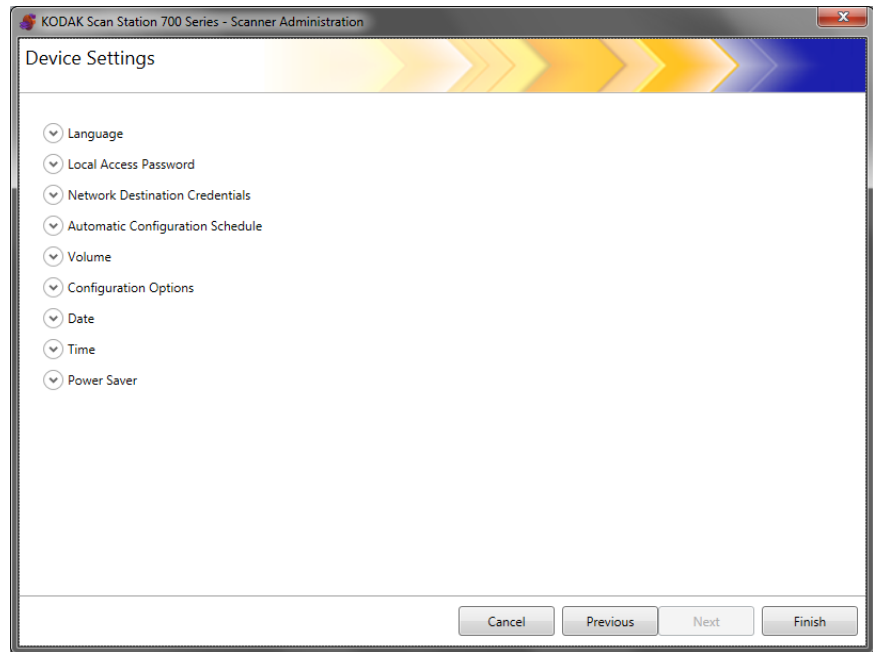 KODAK Scan Station 700 Series - Scanner Administration
Device Settings
Language
Local Access Password
Network Destination Credentials
Automatic Configuration Schedule
Volume
Configuration Options
Date
Time
Power Saver
Cancel Previous Next Finish